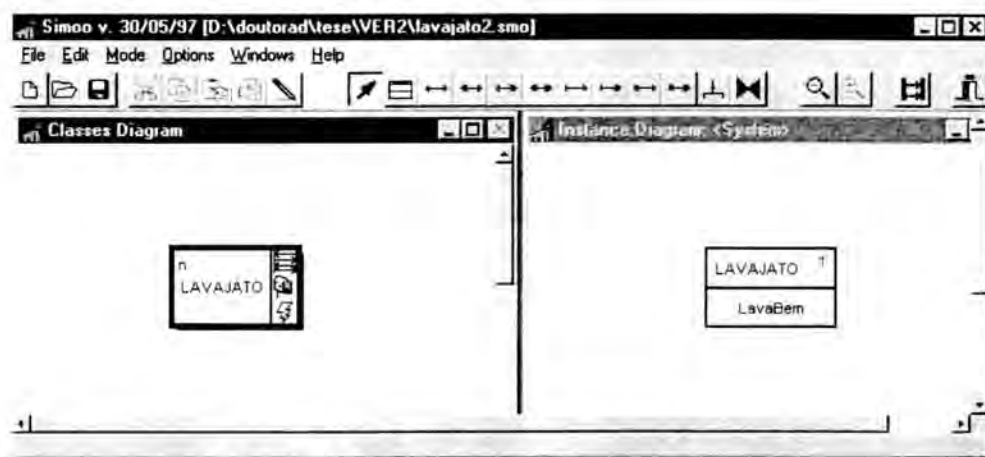 Simoo v. 30/05/97 [D:\doutorad\tese\VER2\lavajato2.smo]
File Edit Mode Options Windows Help
Classes Diagram
Instance Diagram: <System>
n
LAVAJATO
LAVAJATO 1
LavaBem